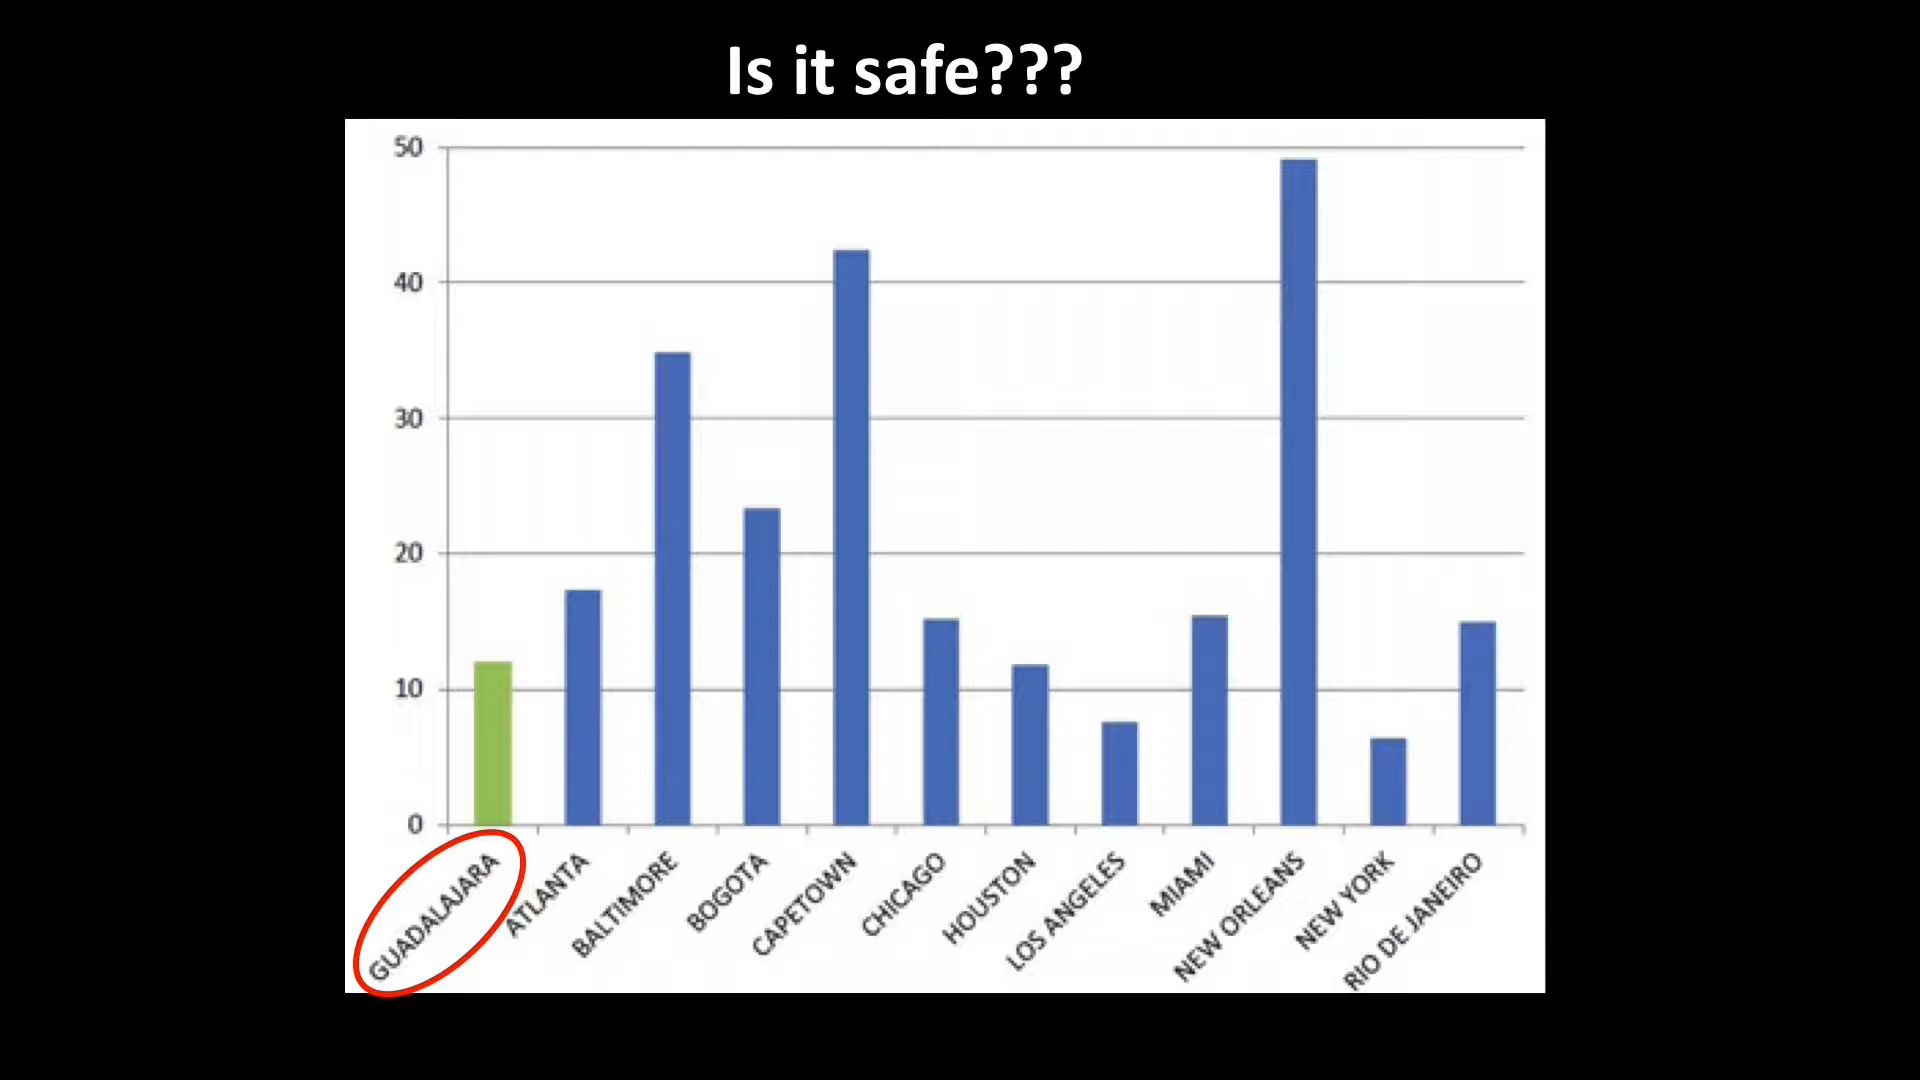 Is it safe???
50
40
30
20
10
0
GUADALAJARA
ATLANTA
BALTIMORE
BOGOTA
CAPETOWN
CHICAGO
HOUSTON
LOS ANGELES
MIAMI
NEW ORLEANS
NEW YORK
RIO DE JANEIRO